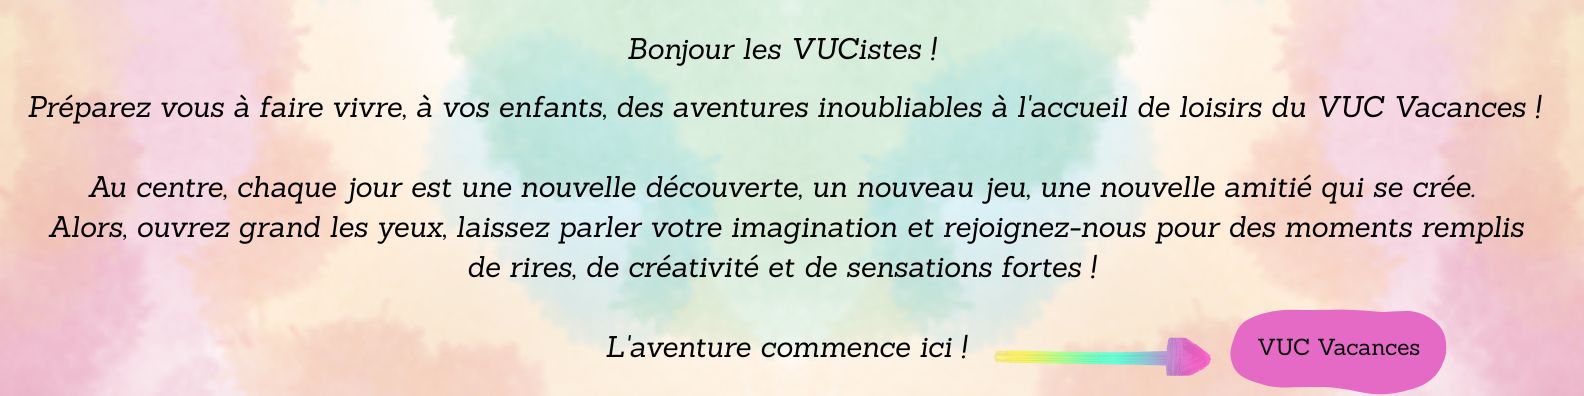 Bonjour les VUCistes !
Préparez vous à faire vivre, à vos enfants, des aventures inoubliables à l'accueil de loisirs du VUC Vacances !
Au centre, chaque jour est une nouvelle découverte, un nouveau jeu, une nouvelle amitié qui se crée.
Alors, ouvrez grand les yeux, laissez parler votre imagination et rejoignez-nous pour des moments remplis
de rires, de créativité et de sensations fortes !
L'aventure commence ici !
VUC Vacances